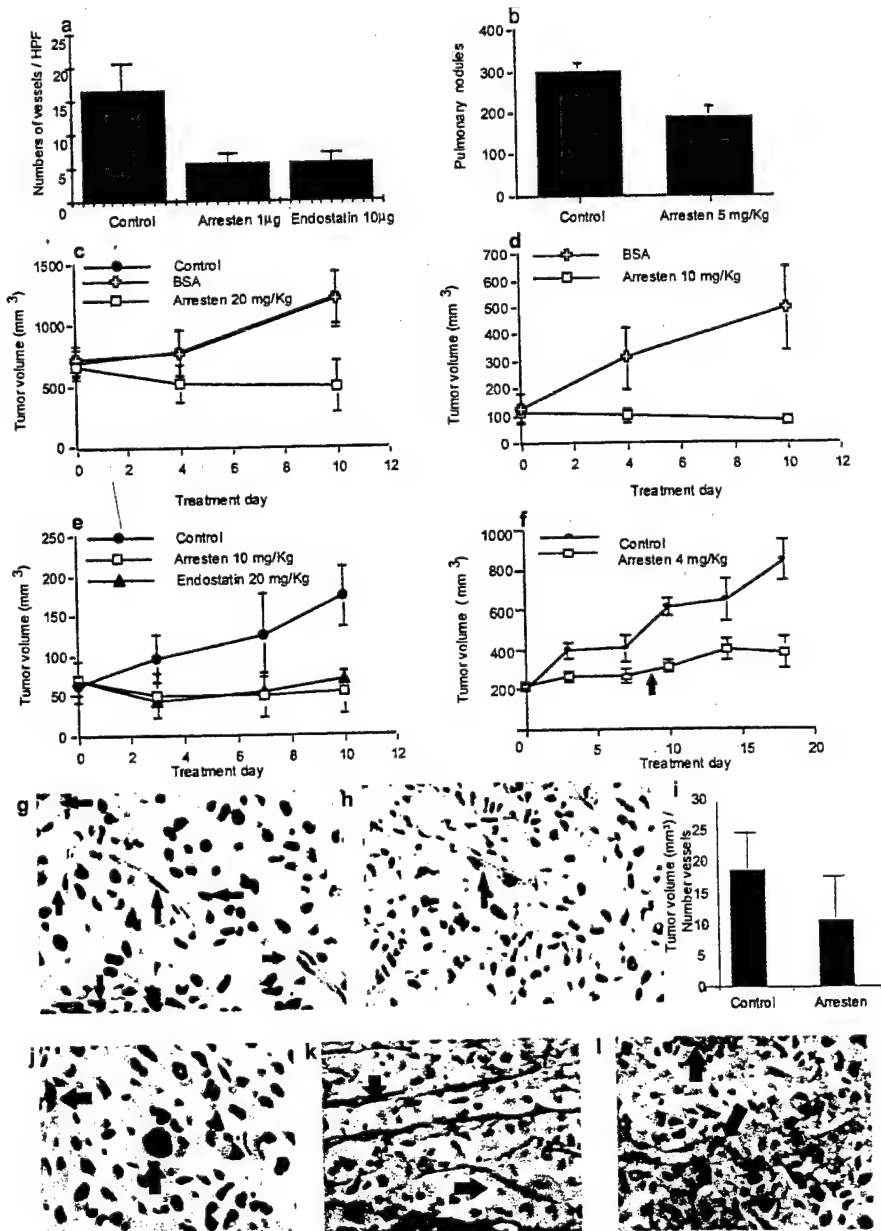 a
Numbers of vessels / HPF
25
20
15
10
5
0
Control
Arresten 1µg
Endostatin 10µg
b
Pulmonary nodules
400
300
200
100
0
Control
Arresten 5 mg/Kg
c
Control
BSA
Arresten 20 mg/Kg
Tumor volume (mm 3)
1500
1000
500
0
0 2 4 6 8 10 12
Treatment day
d
BSA
Arresten 10 mg/Kg
Tumor volume (mm 3)
700
600
500
400
300
200
100
0
0 2 4 6 8 10 12
Treatment day
e
Control
Arresten 10 mg/Kg
Endostatin 20 mg/Kg
Tumor volume (mm 3)
250
200
150
100
50
0
0 2 4 6 8 10 12
Treatment day
f
Control
Arresten 4 mg/Kg
Tumor volume (mm 3)
1000
800
600
400
200
0 5 10 15 20
Treatment day
g
h
i
Tumor volume (mm³) /
Number vessels
30
25
20
15
10
5
0
Control
Arresten
j
k
l